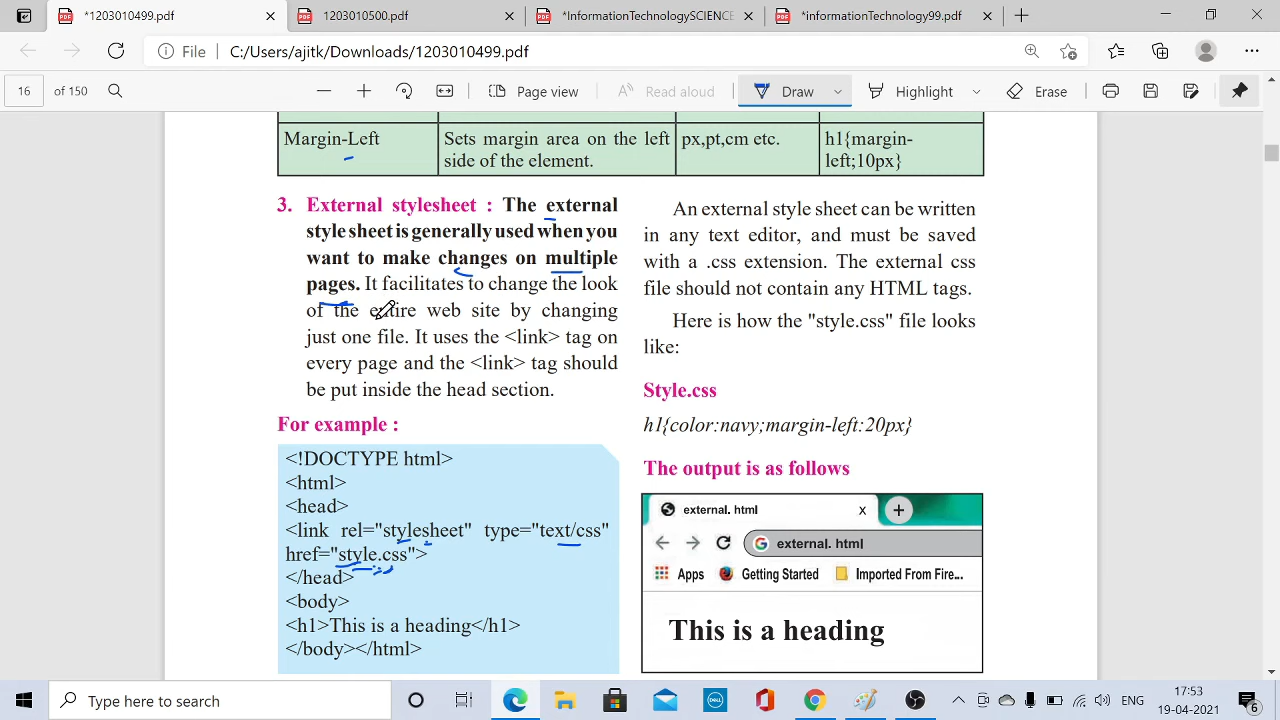 *1203010499.pdf
*1203010499.pdf
*1203010499.pdf
*1203010499.pdf
File | C:/Users/ajitk/Downloads/1203010499.pdf
16 of 150 Page view Read aloud Draw Highlight Erase
Margin-Left Sets margin area on the left side of the element. px,pt,cm etc. h1{margin-left;10px}
3. External stylesheet : The external
style sheet is generally used when you
want to make changes on multiple
pages. It facilitates to change the look
of the entire web site by changing
just one file. It uses the <link> tag on
every page and the <link> tag should
be put inside the head section.
For example :
<!DOCTYPE html>
<html>
<head>
<link rel="stylesheet" type="text/css"
href="style.css">
</head>
<body>
<h1>This is a heading</h1>
</body></html>
An external style sheet can be written
in any text editor, and must be saved
with a .css extension. The external css
file should not contain any HTML tags.
Here is how the "style.css" file looks
like:
Style.css
h1{color:navy;margin-left:20px}
The output is as follows
external. html x
external. html
Apps Getting Started Imported From Fire...
This is a heading
Type here to search
ENG
17:53
19-04-2021
6